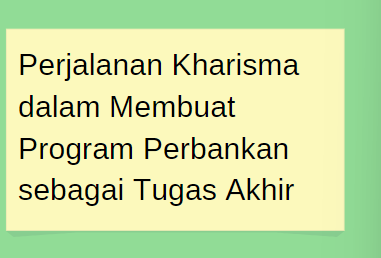 Perjalanan Kharisma
dalam Membuat
Program Perbankan
sebagai Tugas Akhir